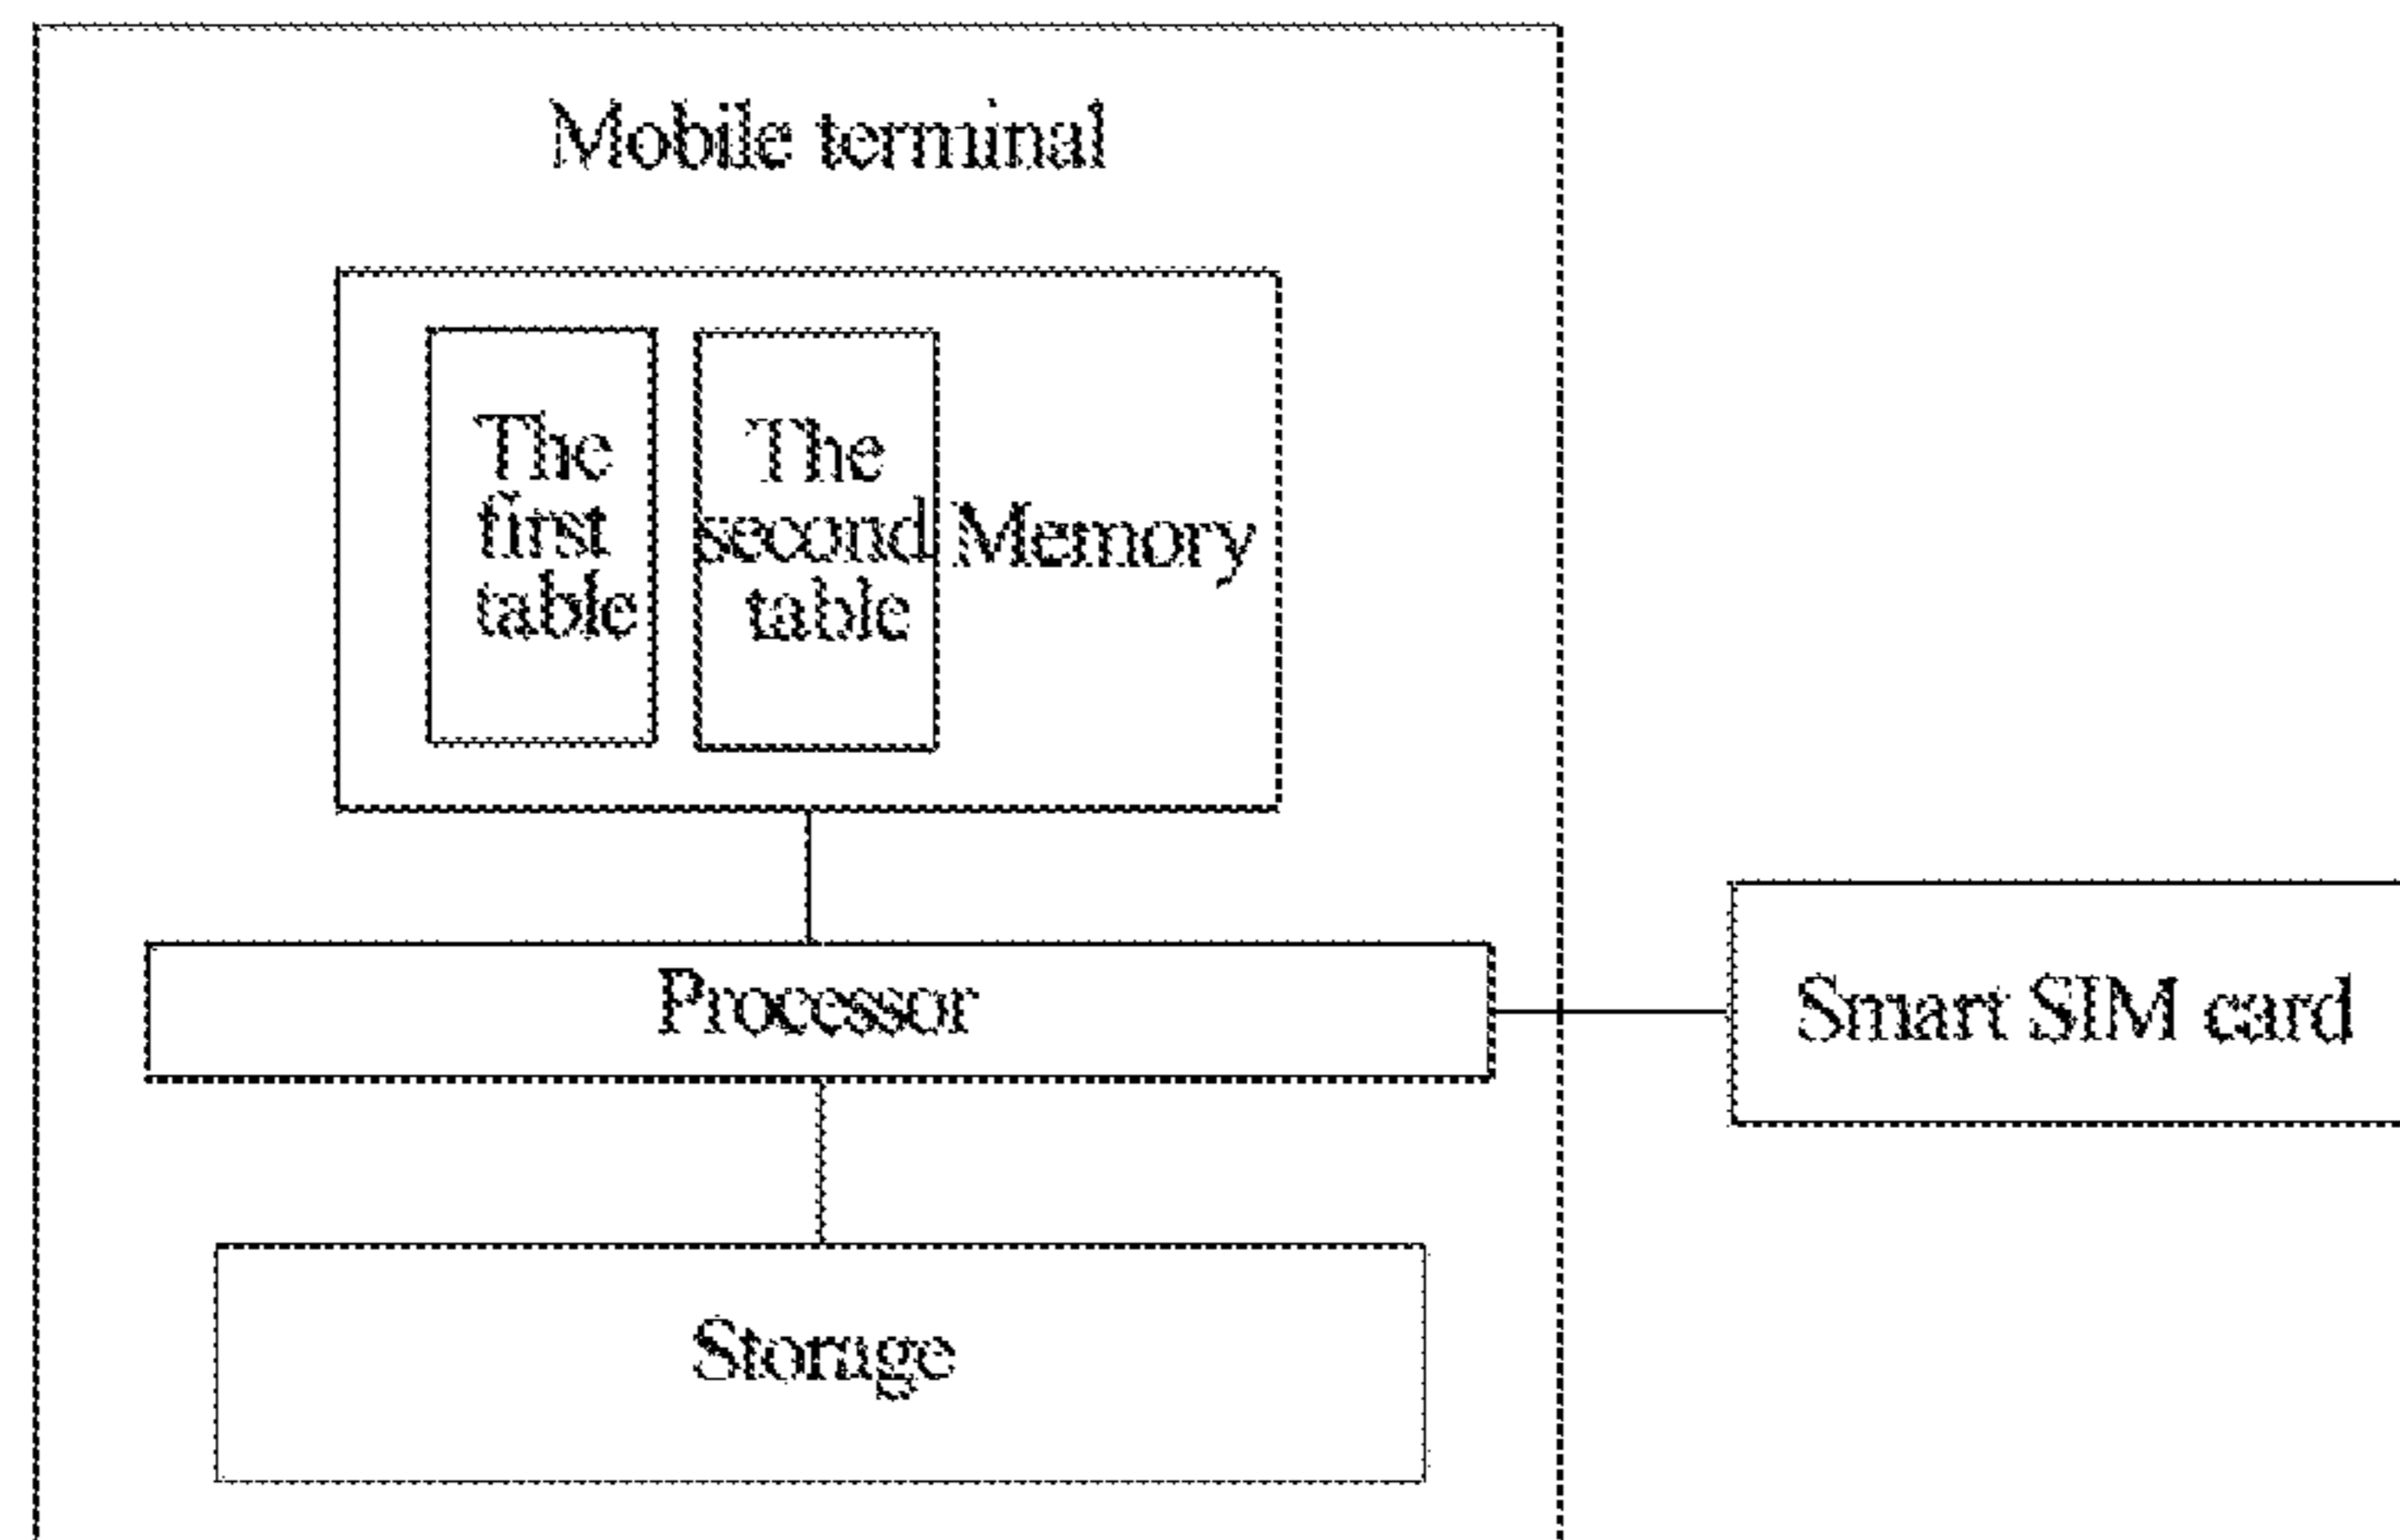 Mobile terminal
The
first
table
The
second
table
Memory
Processor
Smart SIM card
Storage